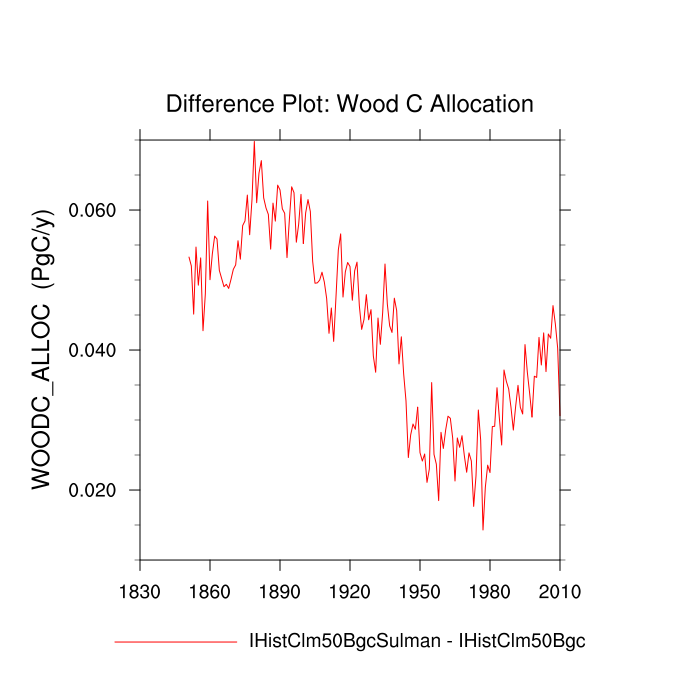 Difference Plot: Wood C Allocation
WOODC_ALLOC (PgC/y)
0.060
0.040
0.020
1830 1860 1890 1920 1950 1980 2010
IHistClm50BgcSulman - IHistClm50Bgc